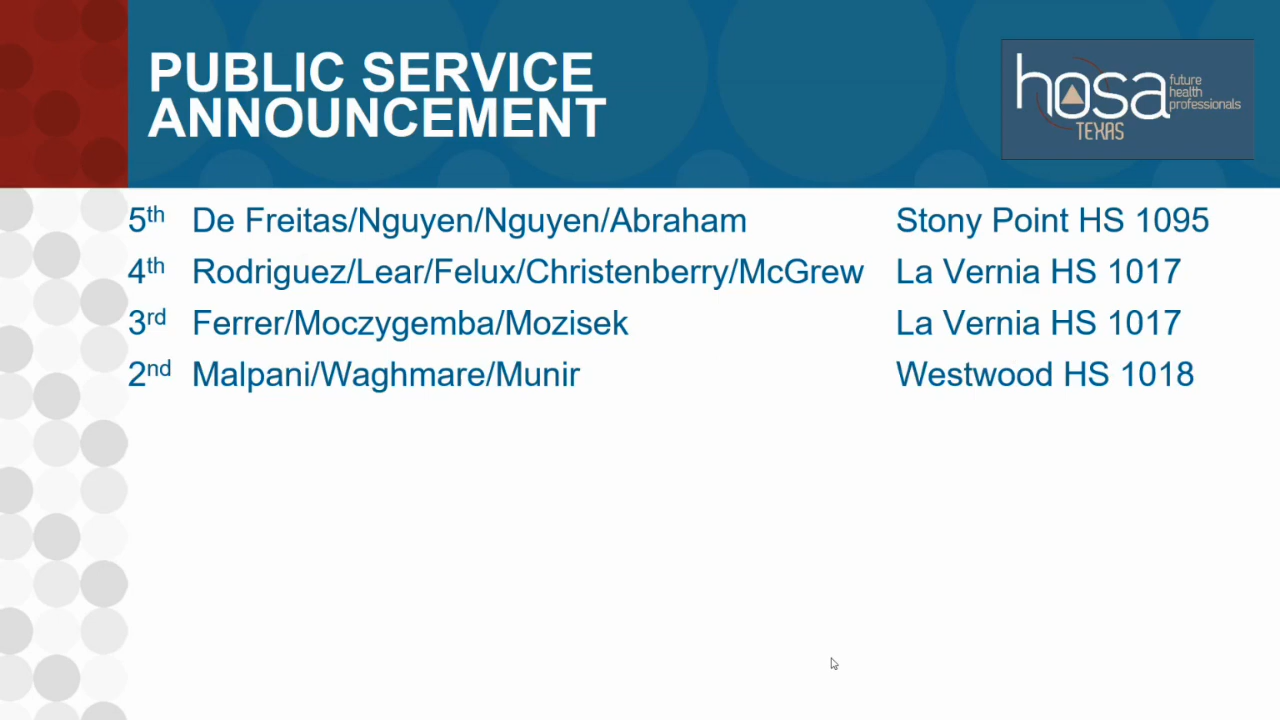 PUBLIC SERVICE
ANNOUNCEMENT
hosa future health professionals
TEXAS
5th De Freitas/Nguyen/Nguyen/Abraham Stony Point HS 1095
4th Rodriguez/Lear/Felux/Christenberry/McGrew La Vernia HS 1017
3rd Ferrer/Moczygemba/Mozisek La Vernia HS 1017
2nd Malpani/Waghmare/Munir Westwood HS 1018